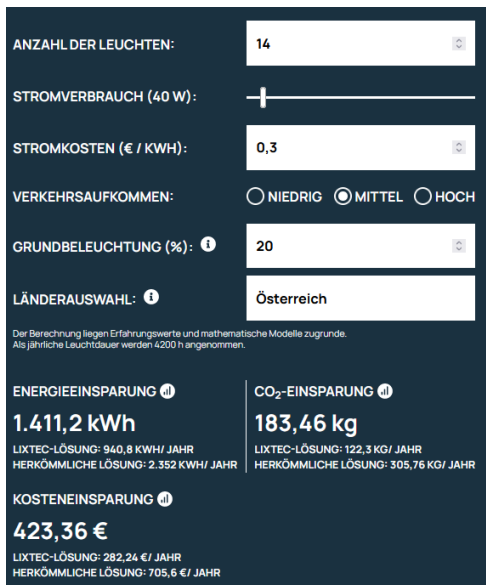 ANZAHL DER LEUCHTEN: 14
STROMVERBRAUCH (40 W):
STROMKOSTEN (€ / KWH): 0,3
VERKEHRSAUFKOMMEN: NIEDRIG MITTEL HOCH
GRUNDBELEUCHTUNG (%): 20
LÄNDERAUSWAHL: Österreich
Der Berechnung liegen Erfahrungswerte und mathematische Modelle zugrunde.
Als jährliche Leuchtdauer werden 4200 h angenommen.
ENERGIEEINSPARUNG
1.411,2 kWh
LIXTEC-LÖSUNG: 940,8 KWH/ JAHR
HERKÖMMLICHE LÖSUNG: 2.352 KWH/ JAHR
CO₂-EINSPARUNG
183,46 kg
LIXTEC-LÖSUNG: 122,3 KG/ JAHR
HERKÖMMLICHE LÖSUNG: 305,76 KG/ JAHR
KOSTENEINSPARUNG
423,36 €
LIXTEC-LÖSUNG: 282,24 €/ JAHR
HERKÖMMLICHE LÖSUNG: 705,6 €/ JAHR